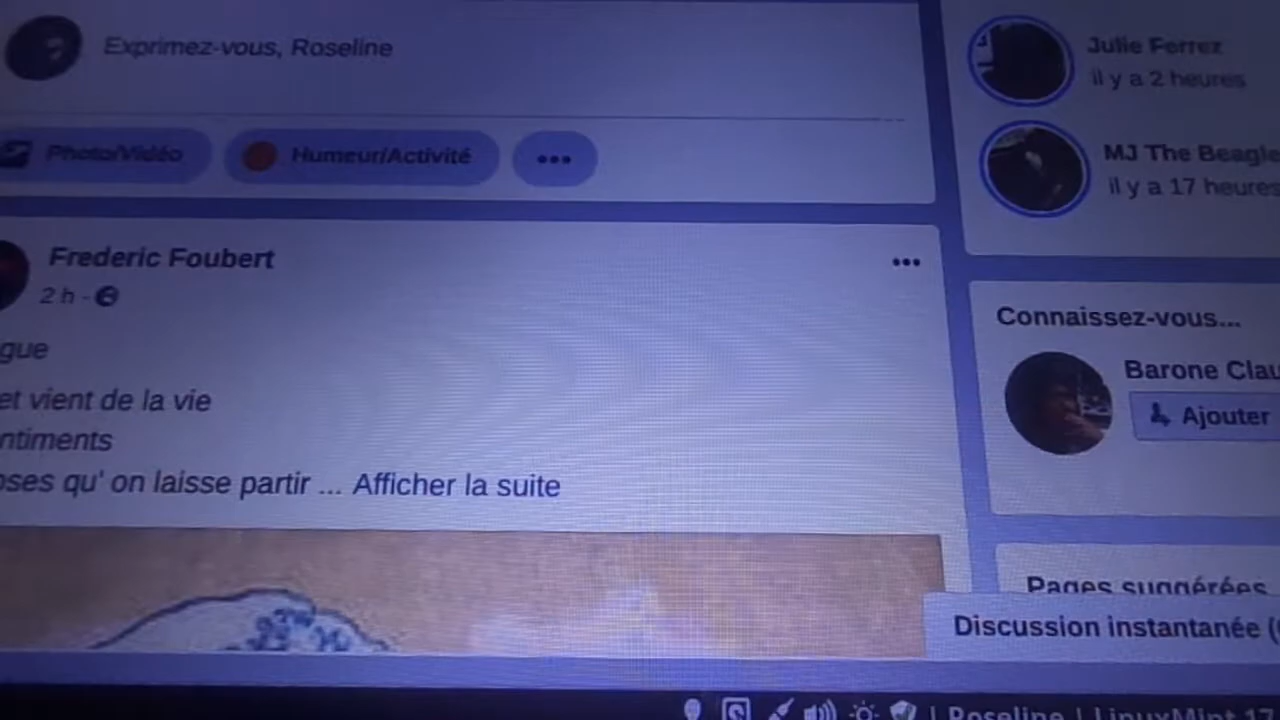 Exprimez-vous, Roseline
Photo/Vidéo
Humeur/Activité
Frederic Foubert
2 h
gue
et vient de la vie
ntiments
oses qu' on laisse partir ... Afficher la suite
Julie Ferrez
il y a 2 heures
MJ The Beagle
il y a 17 heures
Connaissez-vous...
Barone Clau
Ajouter
Pages suggérées
Discussion instantanée (
| Roseline | LinuxMint 17